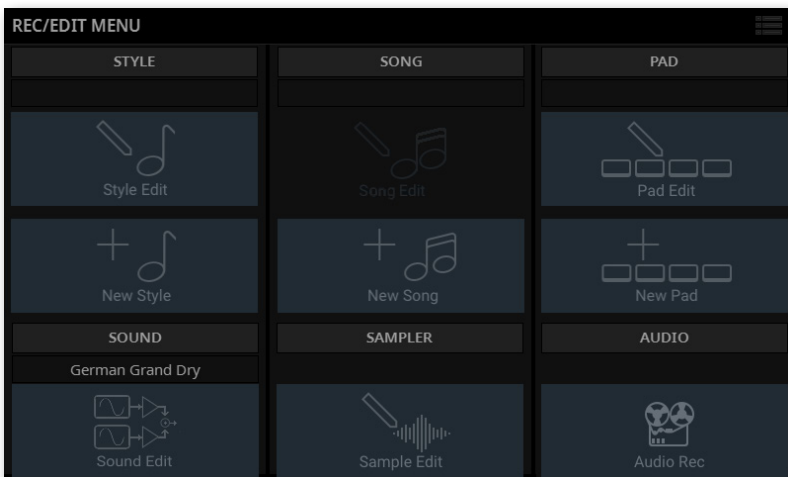 REC/EDIT MENU
STYLE
SONG
PAD
Style Edit
Song Edit
Pad Edit
New Style
New Song
New Pad
SOUND
SAMPLER
AUDIO
German Grand Dry
Sound Edit
Sample Edit
Audio Rec